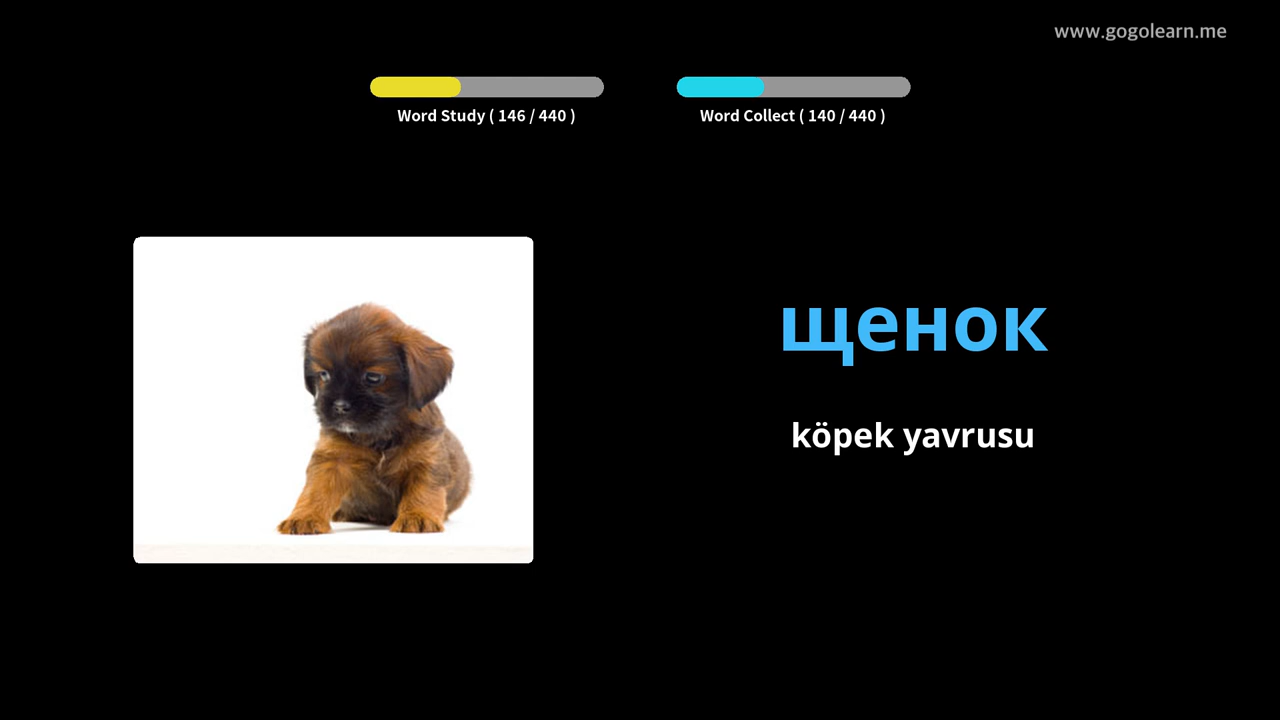 www.gogolearn.me
Word Study ( 146 / 440 )
Word Collect ( 140 / 440 )
щенок
köpek yavrusu